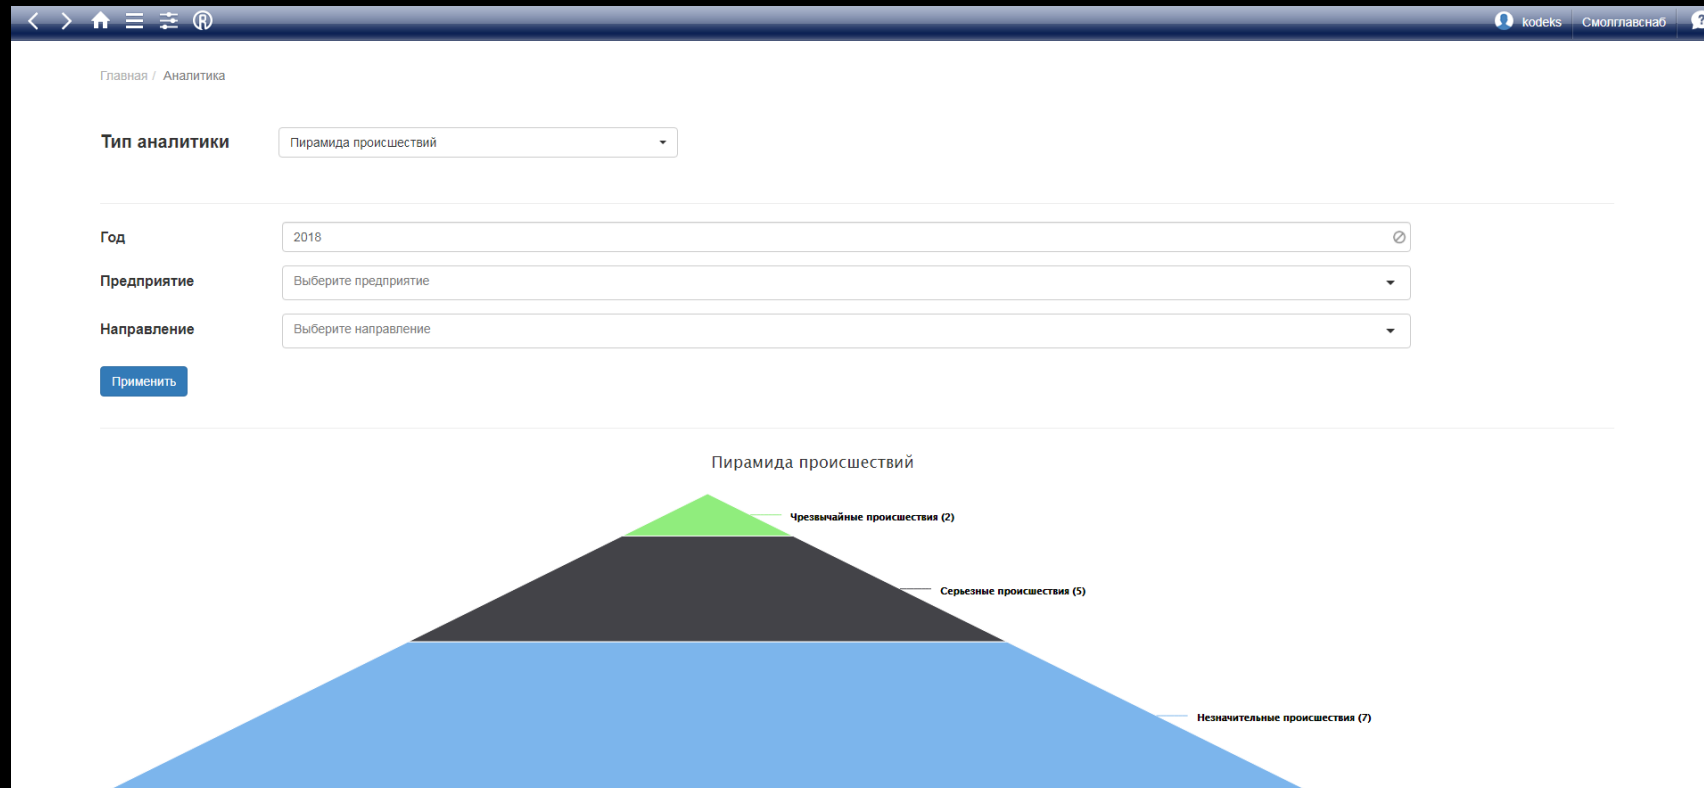 kodeks Смолглавснаб
Главная / Аналитика
Тип аналитики Пирамида происшествий
Год 2018
Предприятие Выберите предприятие
Направление Выберите направление
Применить
Пирамида происшествий
Чрезвычайные происшествия (2)
Серьезные происшествия (5)
Незначительные происшествия (7)